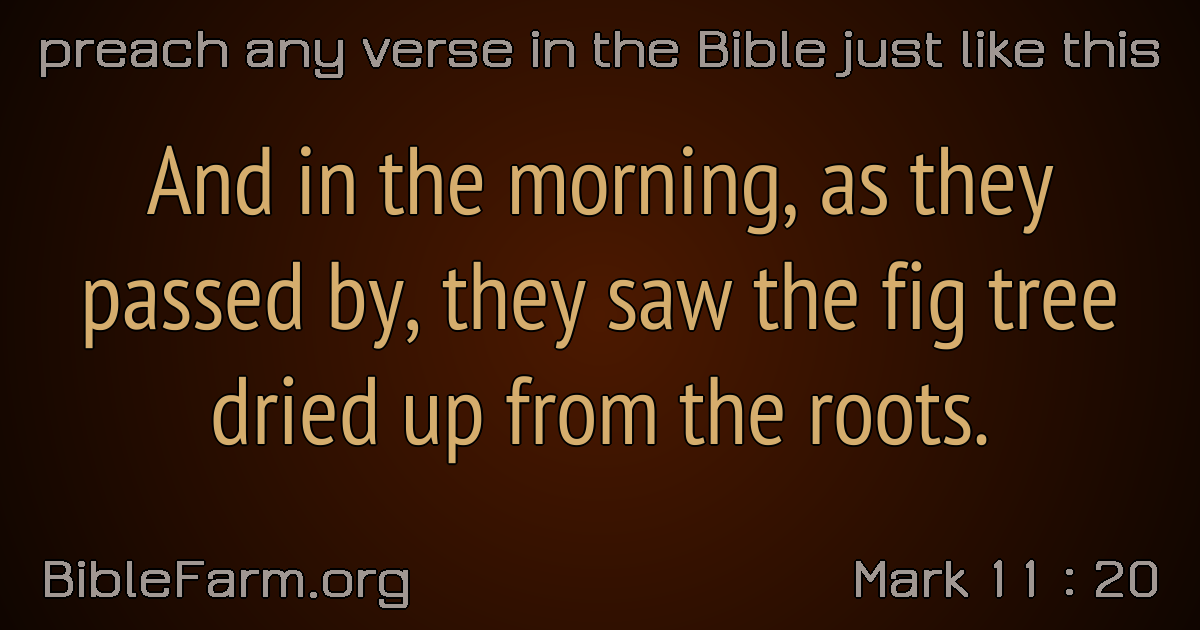 preach any verse in the Bible just like this
And in the morning, as they
passed by, they saw the fig tree
dried up from the roots.
BibleFarm.org
Mark 11 : 20